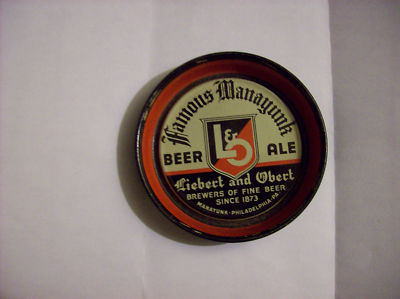 Famous Manayunk
L&O
BEER ALE
Liebert and Obert
BREWERS OF FINE BEER
SINCE 1873
MANAYUNK · PHILADELPHIA · PA.